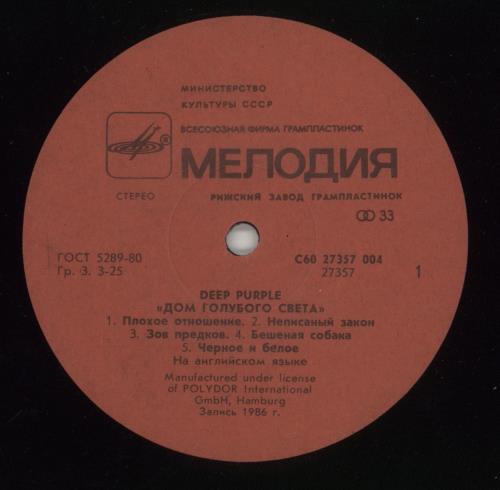 МИНИСТЕРСТВО
КУЛЬТУРЫ СССР
ВСЕСОЮЗНАЯ ФИРМА ГРАМПЛАСТИНОК
МЕЛОДИЯ
СТЕРЕО
РИЖСКИЙ ЗАВОД ГРАМПЛАСТИНОК
33
ГОСТ 5289-80
С60 27357 004
Гр. 3. 3-25
27357
1
DEEP PURPLE
«ДОМ ГОЛУБОГО СВЕТА»
1. Плохое отношение. 2. Неписаный закон
3. Зов предков. 4. Бешеная собака
5. Черное и белое
На английском языке
Manufactured under license
of POLYDOR International
GmbH, Hamburg
Запись 1986 г.